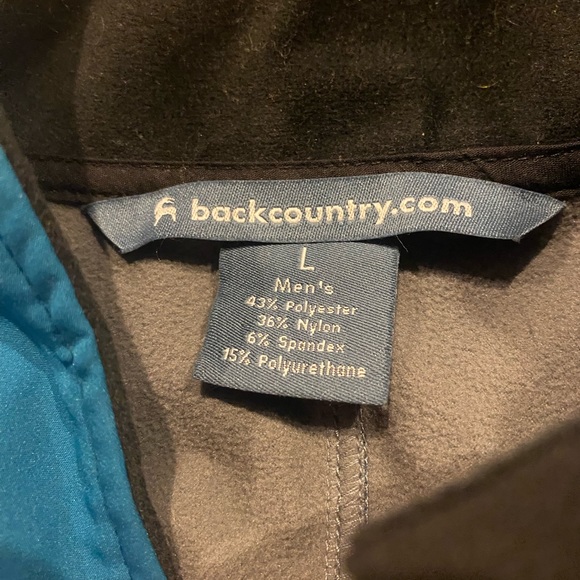 backcountry.com
L
Men's
43% Polyester
36% Nylon
6% Spandex
15% Polyurethane